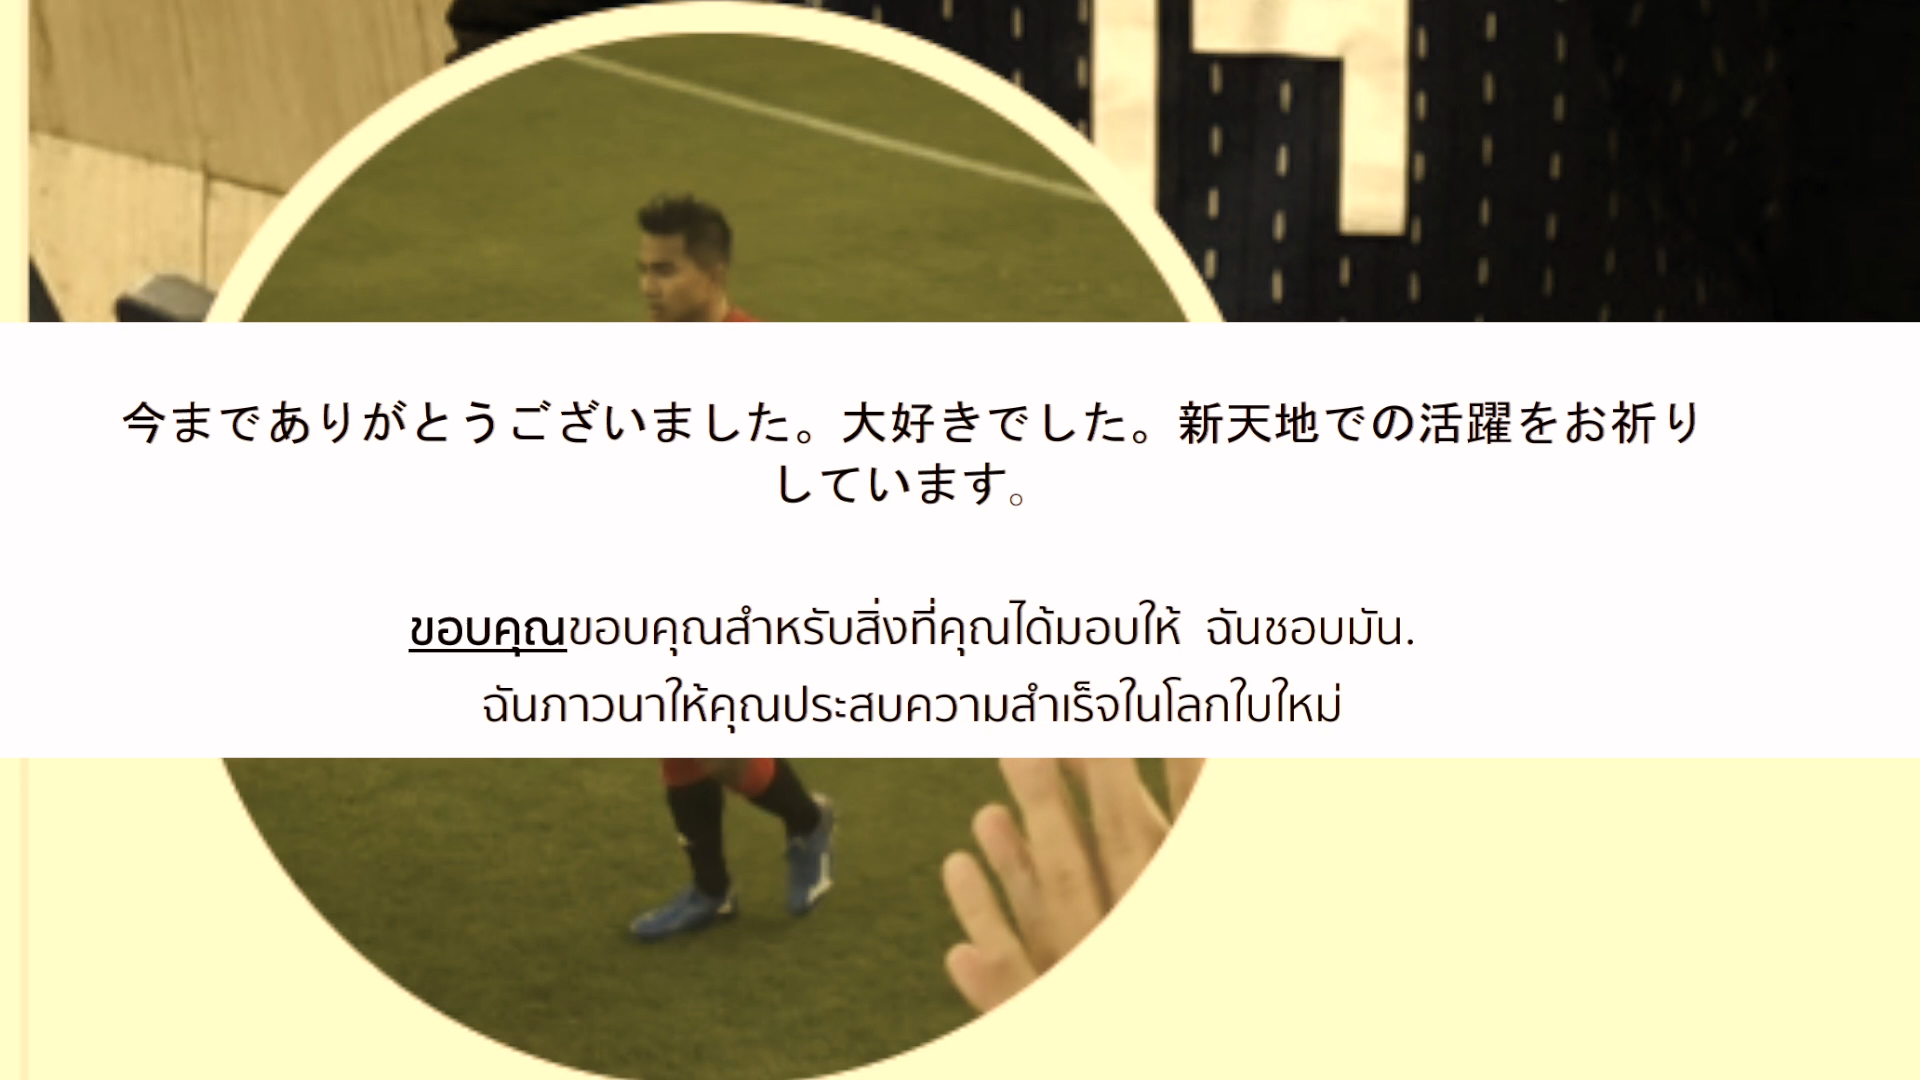 今までありがとうございました。大好きでした。新天地での活躍をお祈り
しています。
ขอบคุณขอบคุณสำหรับสิ่งที่คุณได้มอบให้ ฉันชอบมัน.
ฉันภาวนาให้คุณประสบความสำเร็จในโลกใบใหม่